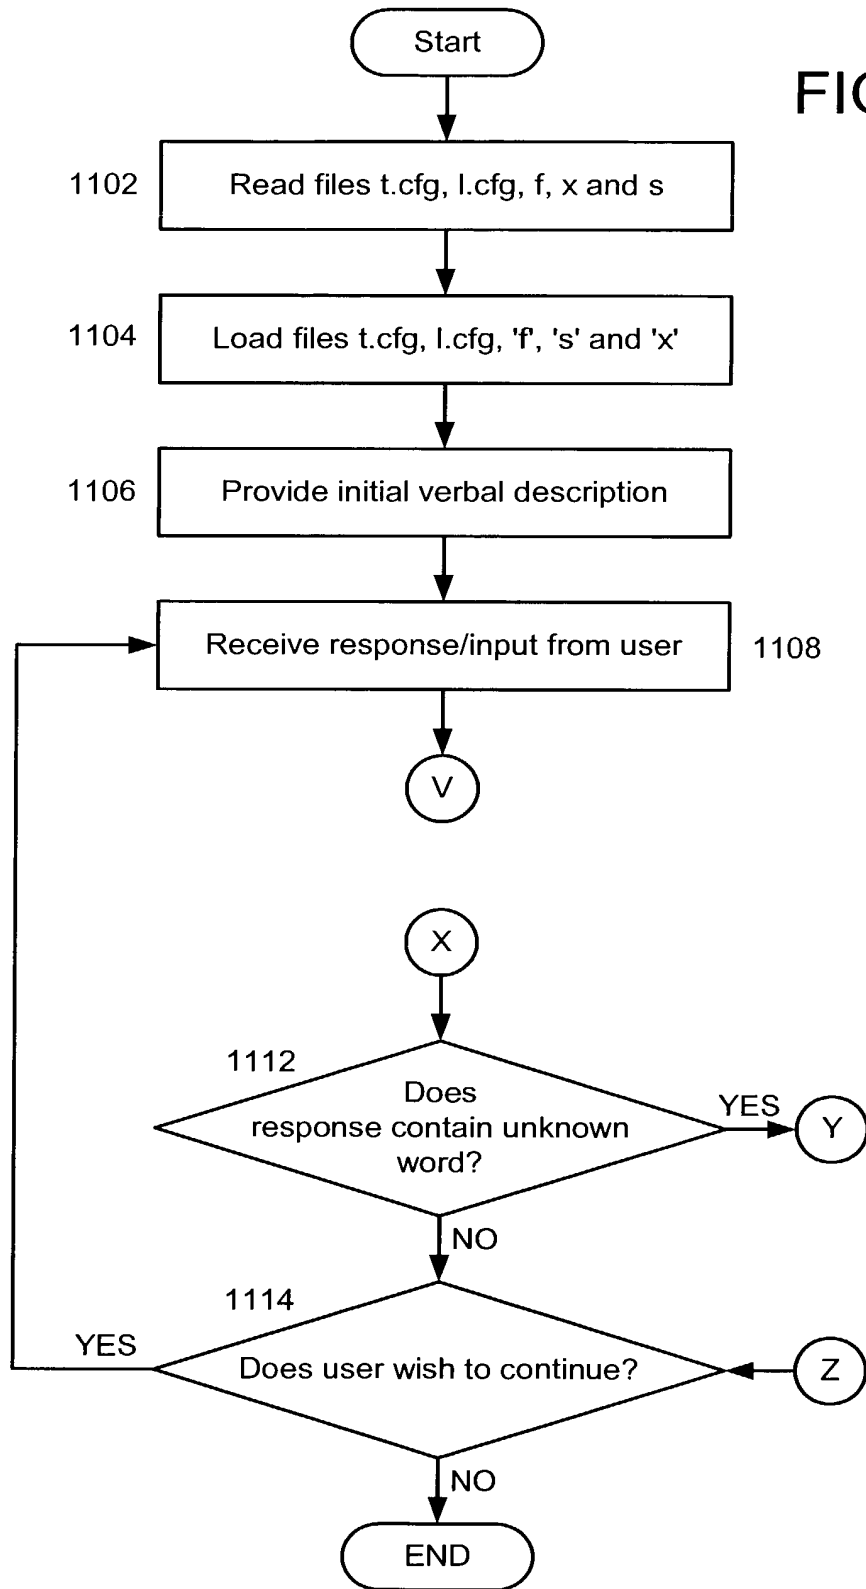 Start
FIG
1102
Read files t.cfg, l.cfg, f, x and s
1104
Load files t.cfg, l.cfg, 'f', 's' and 'x'
1106
Provide initial verbal description
Receive response/input from user
1108
V
X
1112
Does
response contain unknown
word?
YES
Y
NO
1114
YES
Does user wish to continue?
Z
NO
END